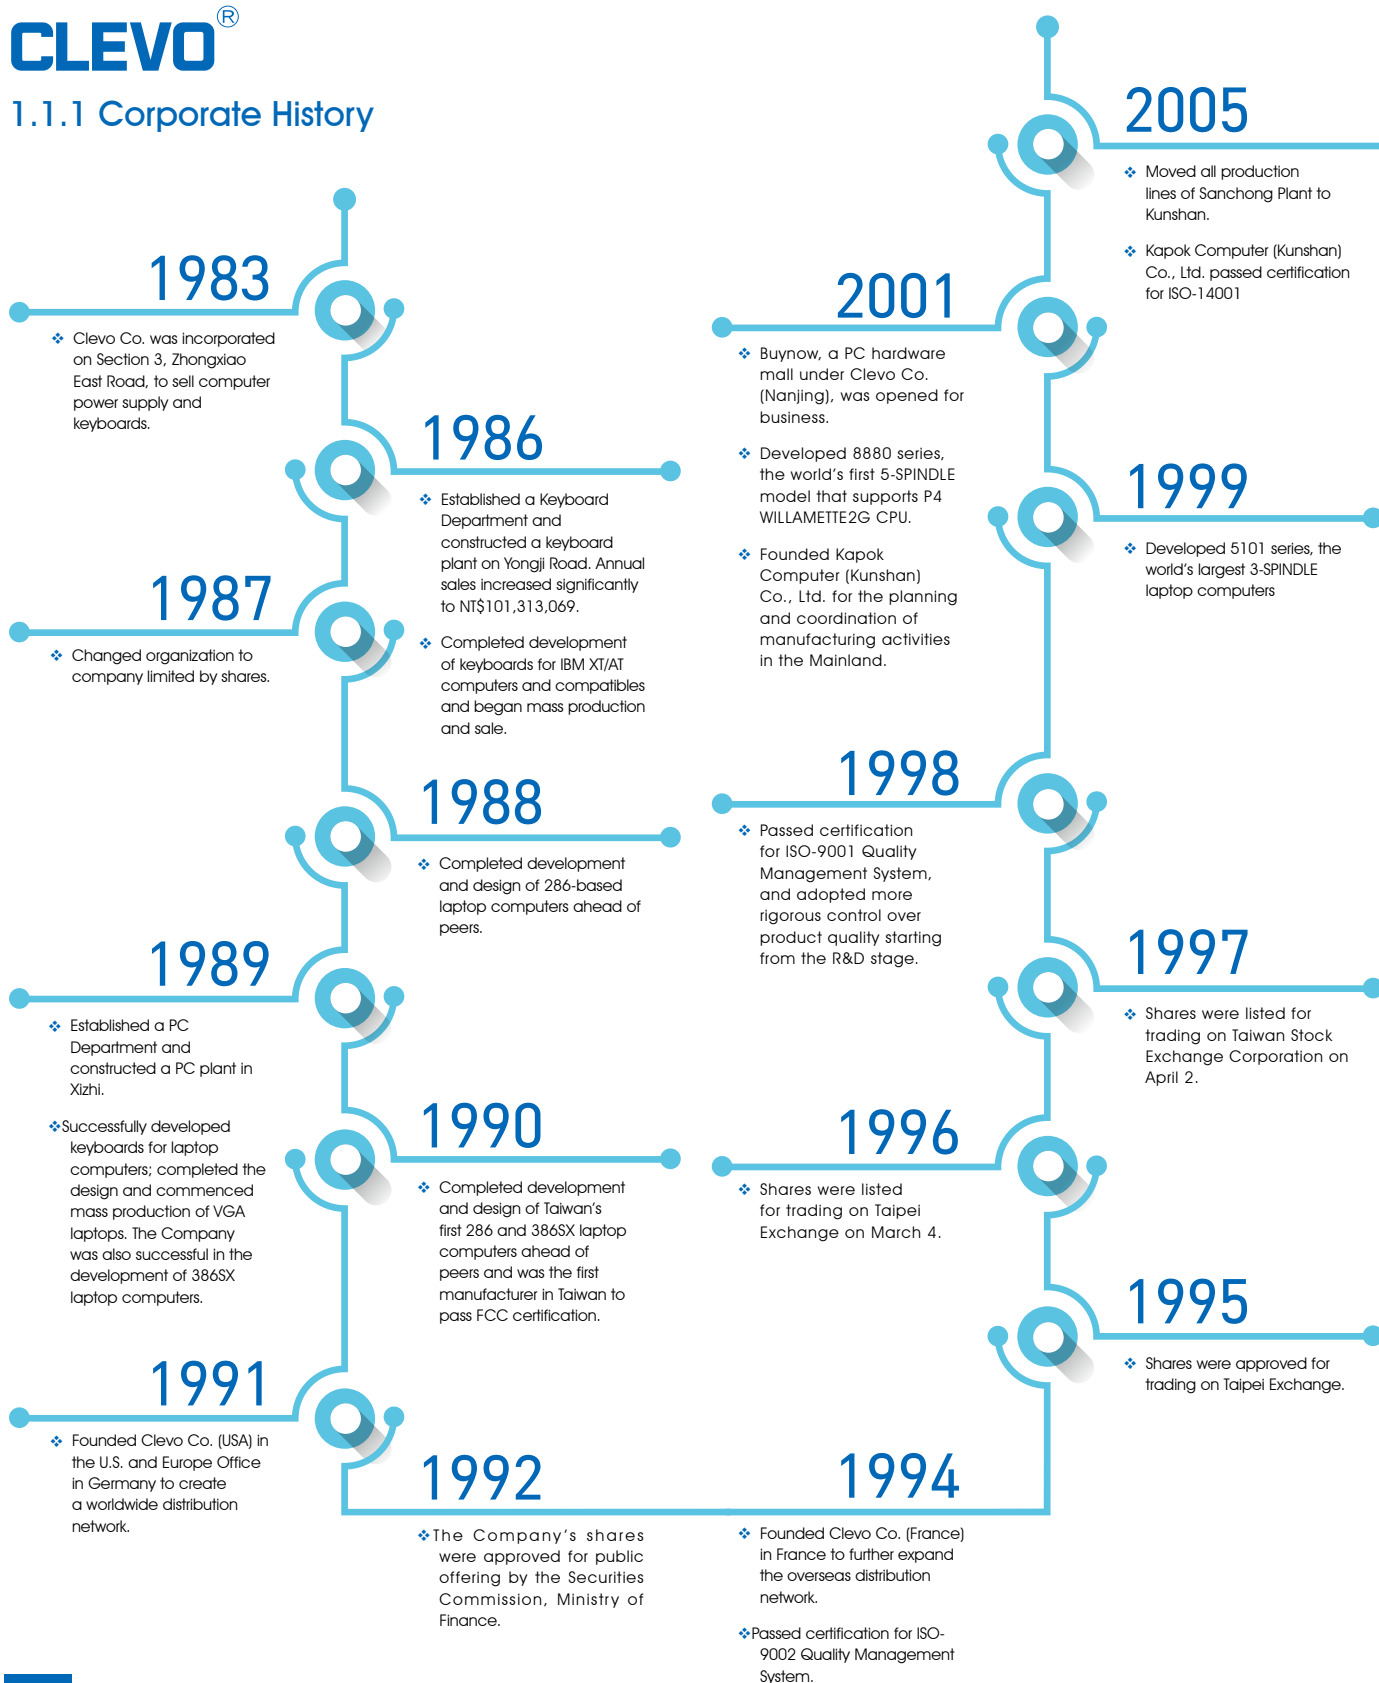 CLEVO®
1.1.1 Corporate History
1983
❖ Clevo Co. was incorporated
on Section 3, Zhongxiao
East Road, to sell computer
power supply and
keyboards.
1986
❖ Established a Keyboard
Department and
constructed a keyboard
plant on Yongji Road. Annual
sales increased significantly
to NT$101,313,069.
❖ Completed development
of keyboards for IBM XT/AT
computers and compatibles
and began mass production
and sale.
1987
❖ Changed organization to
company limited by shares.
1988
❖ Completed development
and design of 286-based
laptop computers ahead of
peers.
1989
❖ Established a PC
Department and
constructed a PC plant in
Xizhi.
❖Successfully developed
keyboards for laptop
computers; completed the
design and commenced
mass production of VGA
laptops. The Company
was also successful in the
development of 386SX
laptop computers.
1990
❖ Completed development
and design of Taiwan's
first 286 and 386SX laptop
computers ahead of
peers and was the first
manufacturer in Taiwan to
pass FCC certification.
1991
❖ Founded Clevo Co. (USA) in
the U.S. and Europe Office
in Germany to create
a worldwide distribution
network.
1992
❖The Company's shares
were approved for public
offering by the Securities
Commission, Ministry of
Finance.
1994
❖ Founded Clevo Co. (France)
in France to further expand
the overseas distribution
network.
❖Passed certification for ISO-
9002 Quality Management
System.
1995
❖ Shares were approved for
trading on Taipei Exchange.
1996
❖ Shares were listed
for trading on Taipei
Exchange on March 4.
1997
❖ Shares were listed for
trading on Taiwan Stock
Exchange Corporation on
April 2.
1998
❖ Passed certification
for ISO-9001 Quality
Management System,
and adopted more
rigorous control over
product quality starting
from the R&D stage.
1999
❖ Developed 5101 series, the
world's largest 3-SPINDLE
laptop computers
2001
❖ Buynow, a PC hardware
mall under Clevo Co.
(Nanjing), was opened for
business.
❖ Developed 8880 series,
the world's first 5-SPINDLE
model that supports P4
WILLAMETTE2G CPU.
❖ Founded Kapok
Computer (Kunshan)
Co., Ltd. for the planning
and coordination of
manufacturing activities
in the Mainland.
2005
❖ Moved all production
lines of Sanchong Plant to
Kunshan.
❖ Kapok Computer (Kunshan)
Co., Ltd. passed certification
for ISO-14001